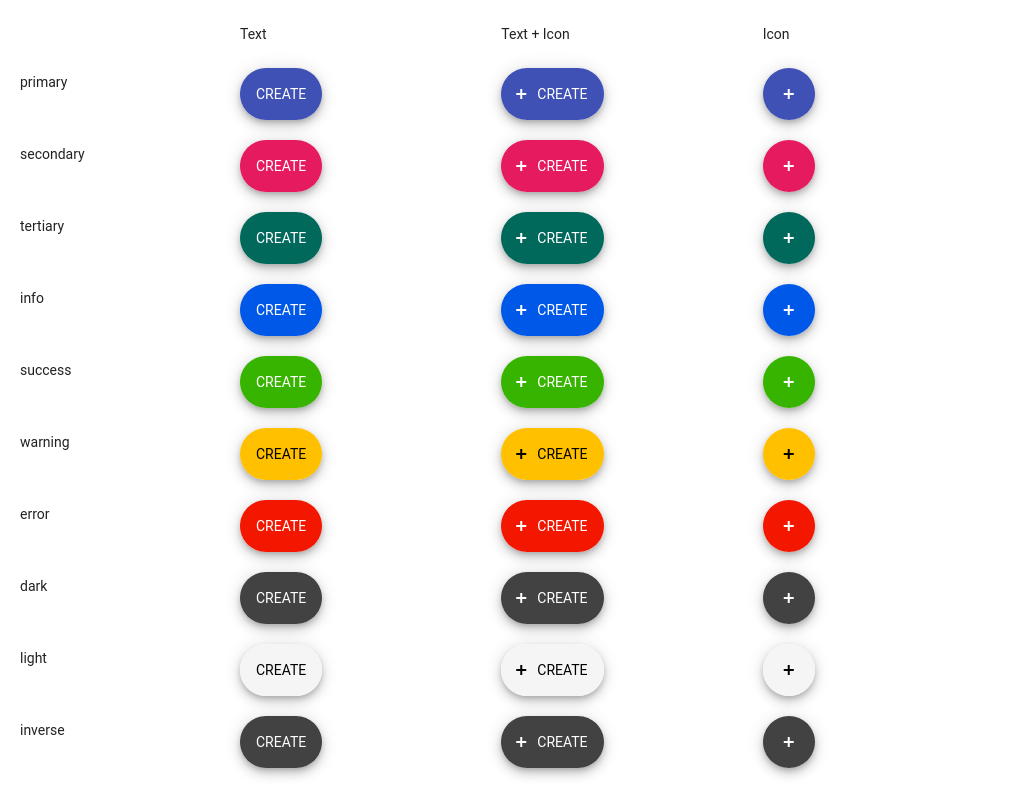 Text Text + Icon Icon
primary CREATE + CREATE +
secondary CREATE + CREATE +
tertiary CREATE + CREATE +
info CREATE + CREATE +
success CREATE + CREATE +
warning CREATE + CREATE +
error CREATE + CREATE +
dark CREATE + CREATE +
light CREATE + CREATE +
inverse CREATE + CREATE +